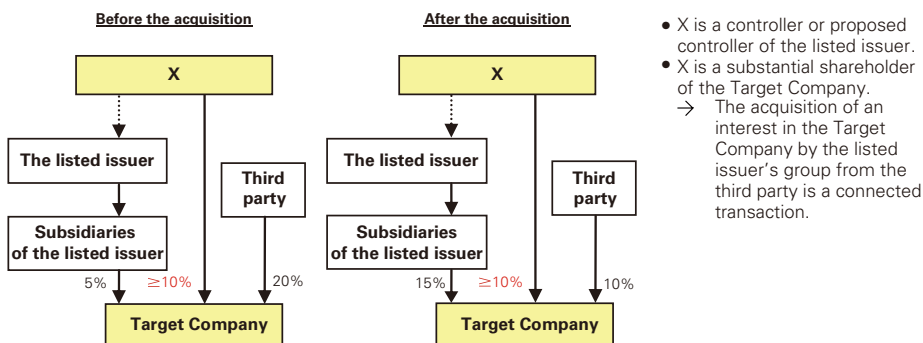 Before the acquisition
X
The listed issuer
Third
party
Subsidiaries
of the listed issuer
5%
≥10%
20%
Target Company
After the acquisition
X
The listed issuer
Third
party
Subsidiaries
of the listed issuer
15%
≥10%
10%
Target Company
• X is a controller or proposed
controller of the listed issuer.
• X is a substantial shareholder
of the Target Company.
→ The acquisition of an
interest in the Target
Company by the listed
issuer's group from the
third party is a connected
transaction.